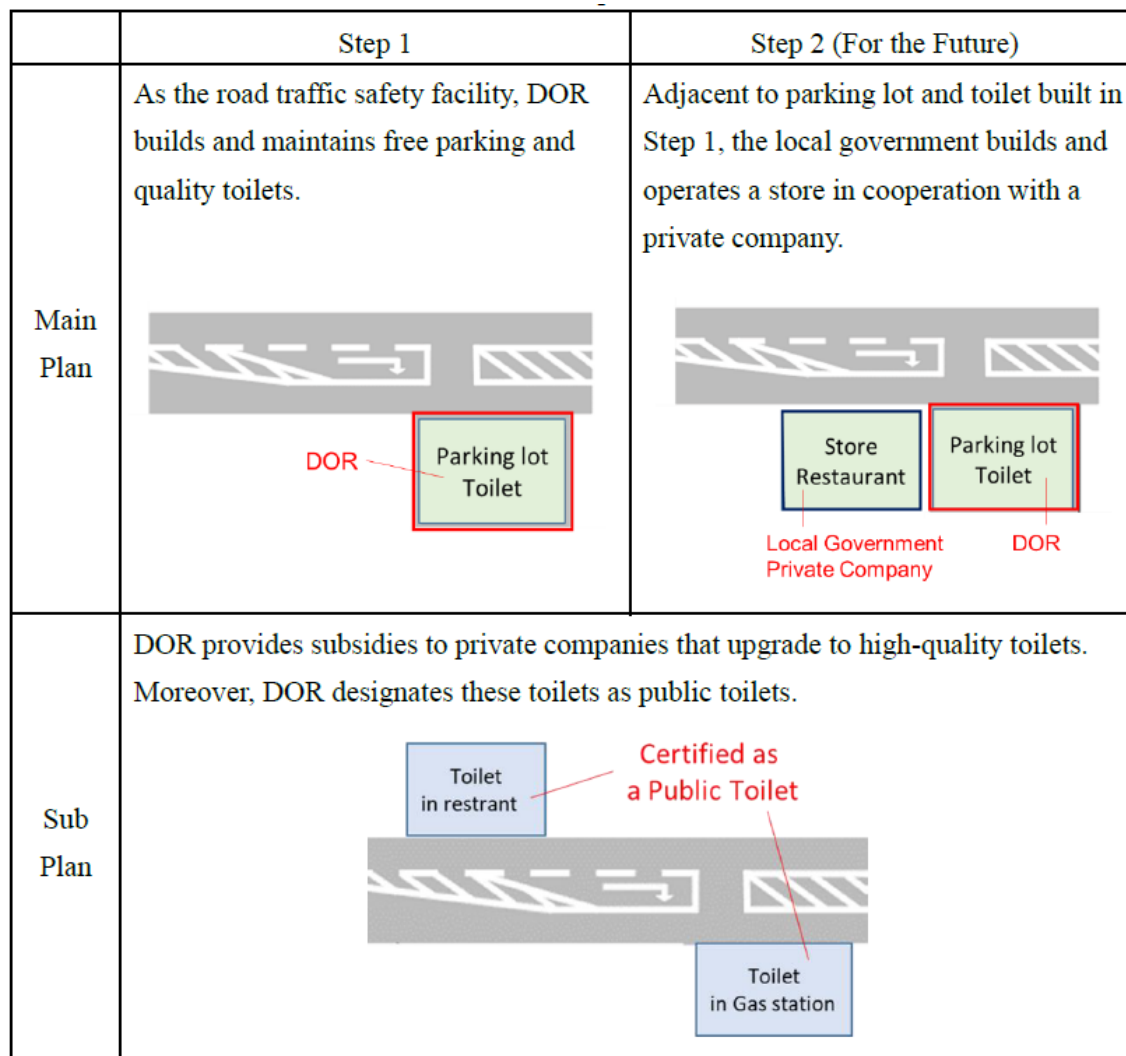 Step 1
Step 2 (For the Future)
Main
Plan
As the road traffic safety facility, DOR
builds and maintains free parking and
quality toilets.
DOR
Parking lot
Toilet
Adjacent to parking lot and toilet built in
Step 1, the local government builds and
operates a store in cooperation with a
private company.
Store
Restaurant
Parking lot
Toilet
Local Government
Private Company
DOR
Sub
Plan
DOR provides subsidies to private companies that upgrade to high-quality toilets.
Moreover, DOR designates these toilets as public toilets.
Toilet
in restrant
Certified as
a Public Toilet
Toilet
in Gas station